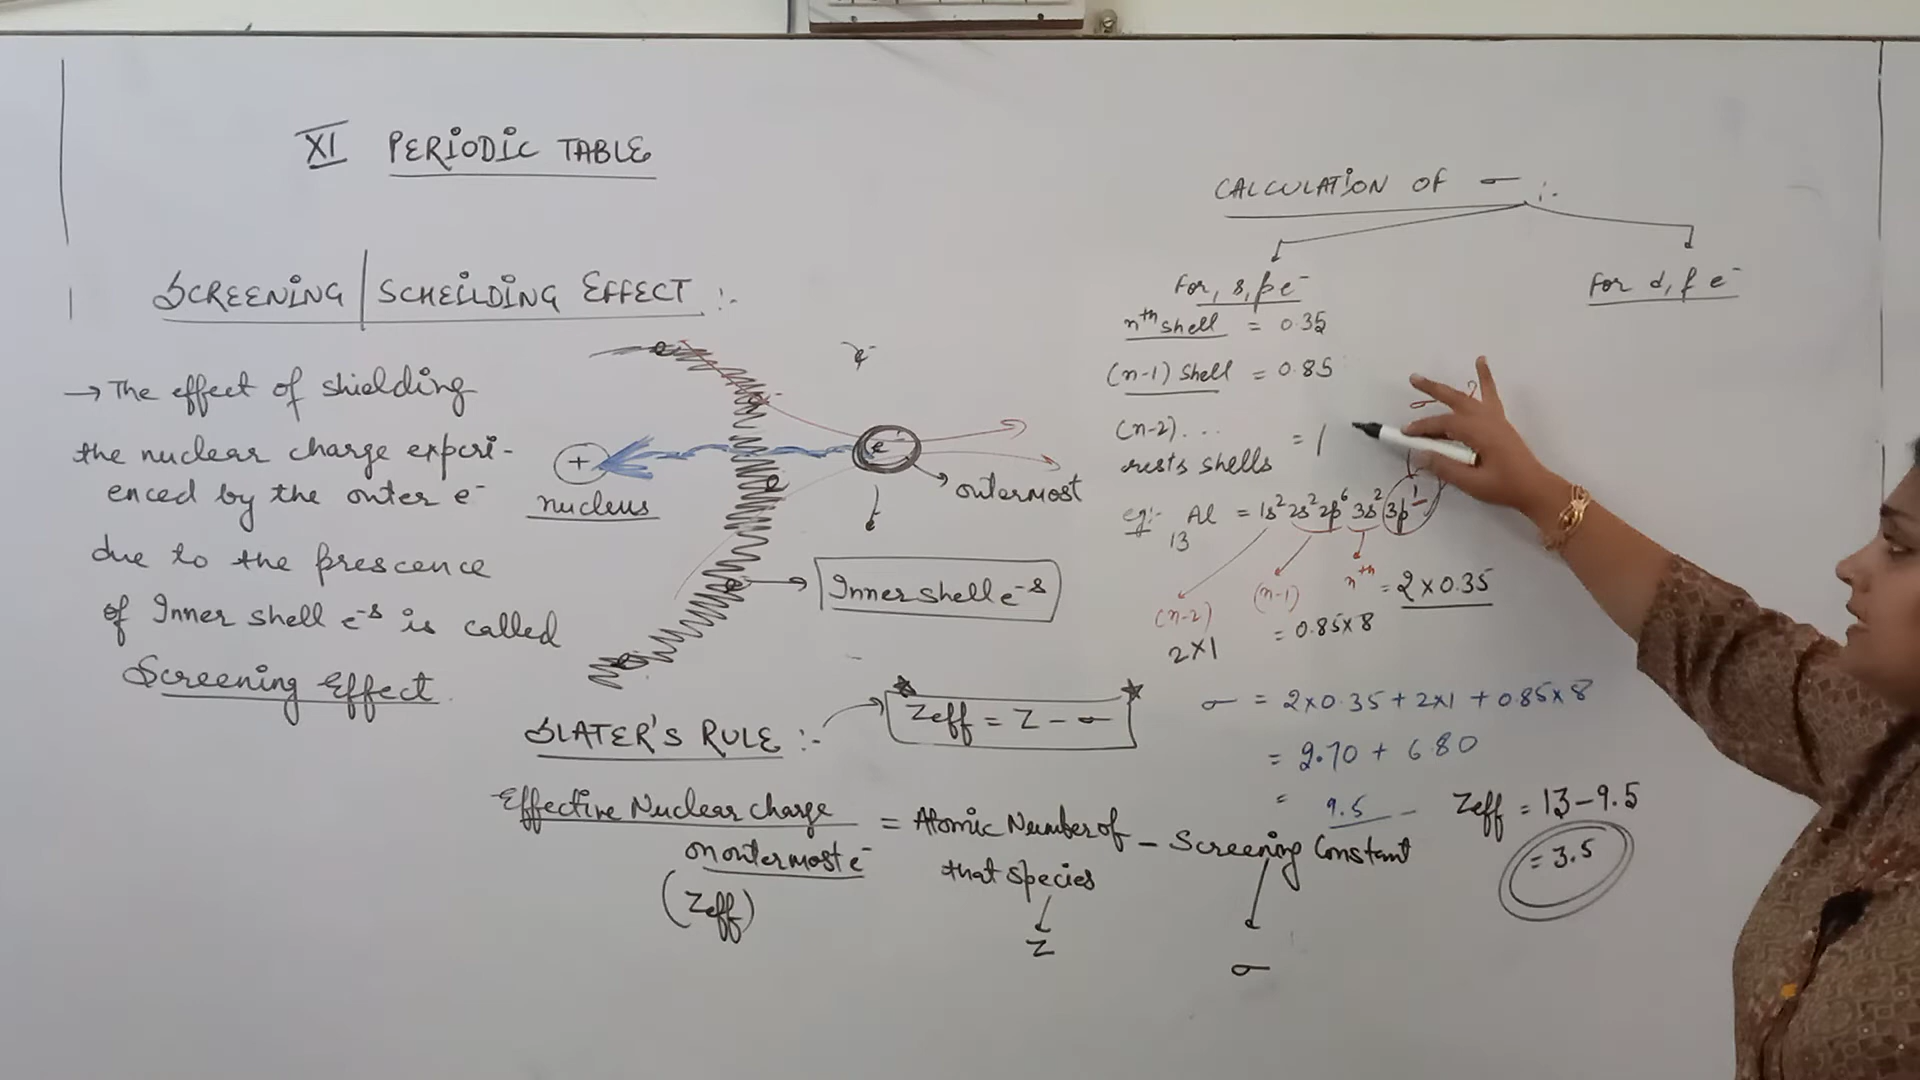 XI PERIODIC TABLE
SCREENING | SCHEILDING EFFECT :-
→ The effect of shielding
the nuclear charge experi-
enced by the outer e⁻
due to the prescence
of Inner shell e⁻s is called
Screening Effect.
e⁻
+
nucleus
e⁻
outermost
Inner shell e⁻s
SLATER'S RULE :-
Zeff = Z - σ
Effective Nuclear charge
on outermost e⁻
(Zeff)
= Atomic Number of
that species
Z
- Screening Constant
σ
CALCULATION OF σ :-
For, s, p e⁻
nth shell = 0.35
(n-1) shell = 0.85
(n-2)...
rests shells = 1
For d, f e⁻
σ ?
eg:- 13 Al = 1s² 2s² 2p⁶ 3s² 3p¹
(n-2)
2×1
(n-1)
= 0.85×8
nth = 2 × 0.35
σ = 2×0.35 + 2×1 + 0.85×8
= 2.70 + 6.80
= 9.5
Zeff = 13 - 9.5
= 3.5